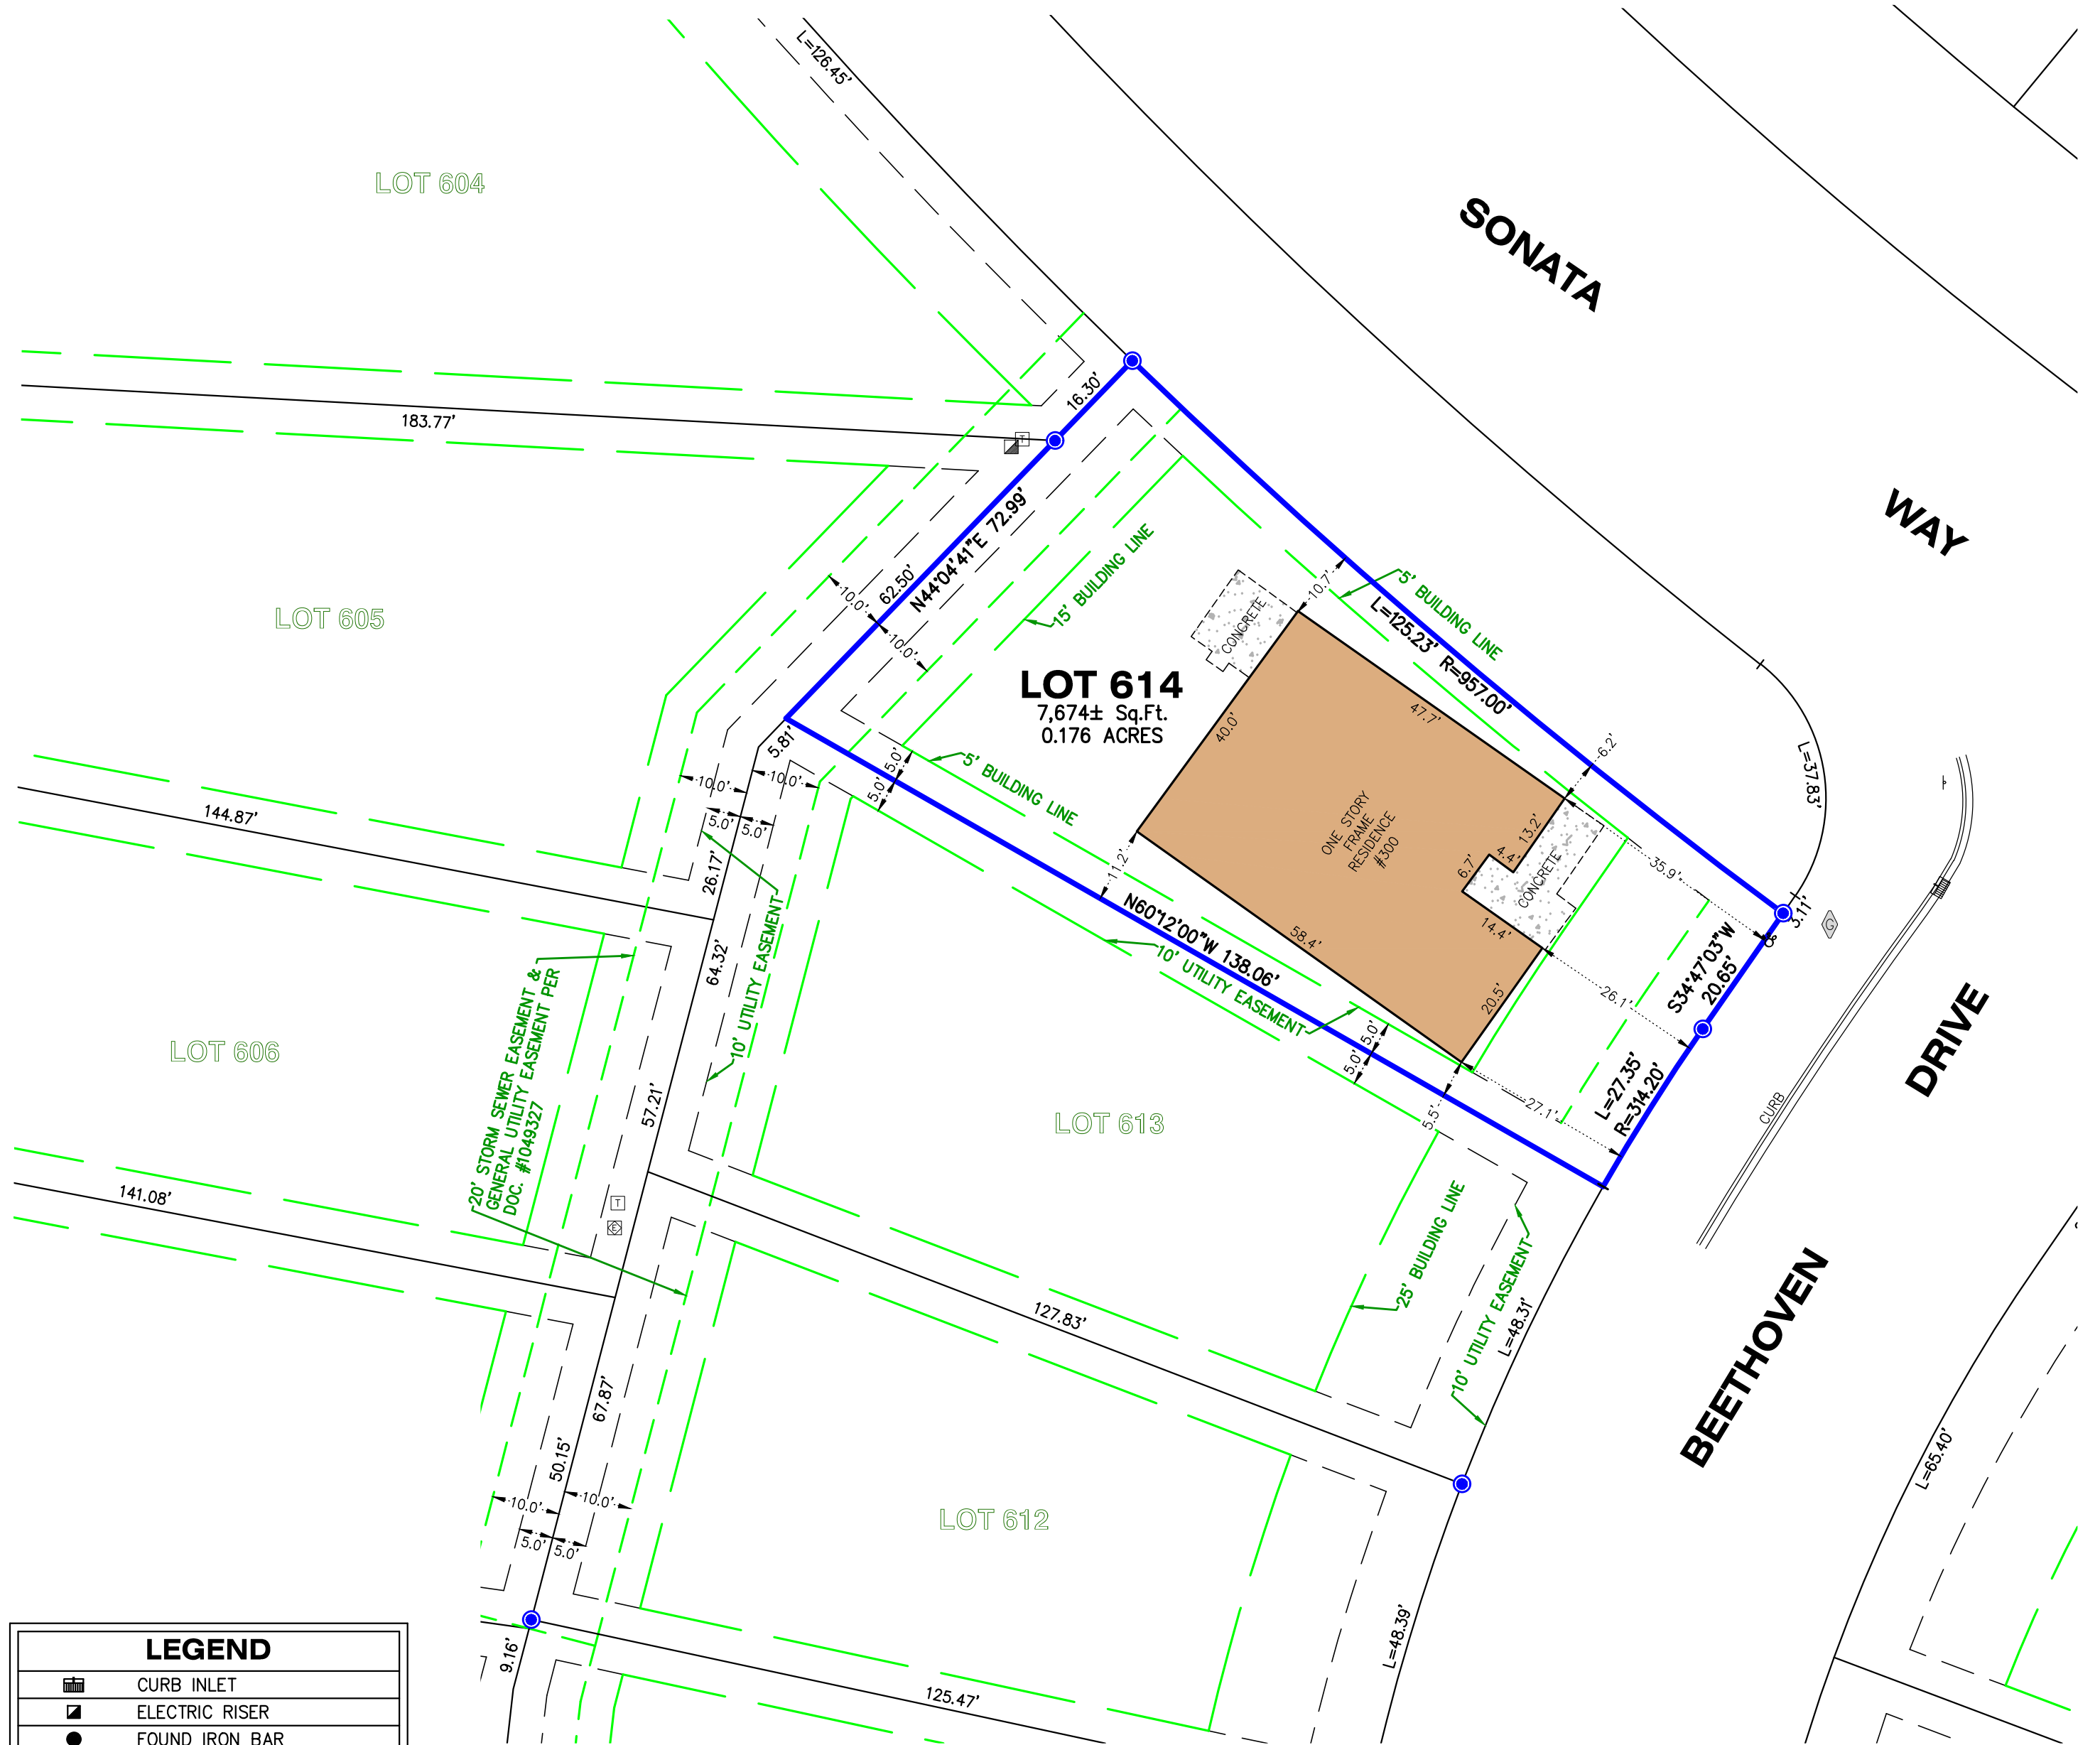 L=126.45'
LOT 604
SONATA
WAY
183.77'
T
16.30'
N44°04'41"E 72.99'
62.50'
10.0'
10.0'
15' BUILDING LINE
CONCRETE
10.7'
5' BUILDING LINE
L=125.23' R=957.00'
LOT 605
LOT 614
7,674± Sq.Ft.
0.176 ACRES
40.0'
47.7'
6.2'
L=37.83'
5.81'
5.0'
5.0'
5' BUILDING LINE
10.0'
10.0'
5.0'
5.0'
144.87'
26.17'
ONE STORY
FRAME
RESIDENCE
#300
13.2'
4.4'
6.7'
CONCRETE
14.4'
35.9'
3.11'
G
11.2'
58.4'
20.5'
26.1'
S34°47'03"W
20.65'
N60°12'00"W 138.06'
10' UTILITY EASEMENT
10' UTILITY EASEMENT
64.32'
20' STORM SEWER EASEMENT &
GENERAL UTILITY EASEMENT PER
DOC. #1049327
LOT 606
57.21'
LOT 613
5.0'
5.0'
5.5'
27.1'
L=27.35'
R=314.20'
CURB
DRIVE
BEETHOVEN
141.08'
T
E
25' BUILDING LINE
10' UTILITY EASEMENT
L=48.31'
127.83'
67.87'
50.15'
10.0'
10.0'
5.0'
5.0'
LOT 612
L=65.40'
L=48.39'
9.16'
125.47'
LEGEND
CURB INLET
ELECTRIC RISER
FOUND IRON BAR